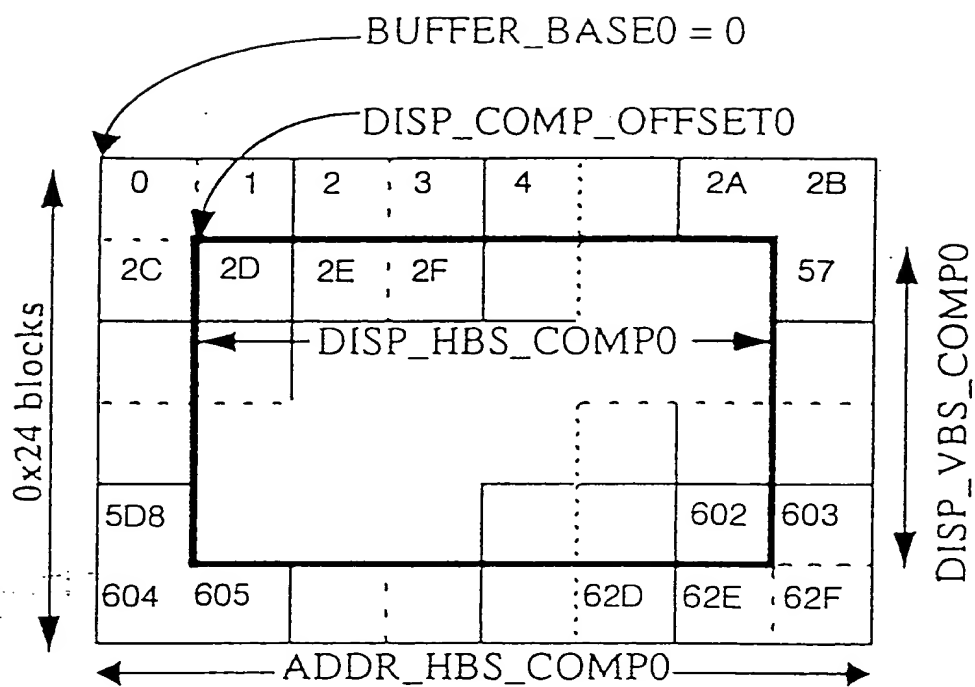 BUFFER_BASE0 = 0
DISP_COMP_OFFSET0
0 1 2 3 4 2A 2B
2C 2D 2E 2F 57
DISP_HBS_COMP0
5D8 602 603
604 605 62D 62E 62F
ADDR_HBS_COMP0
0x24 blocks
DISP_VBS_COMP0